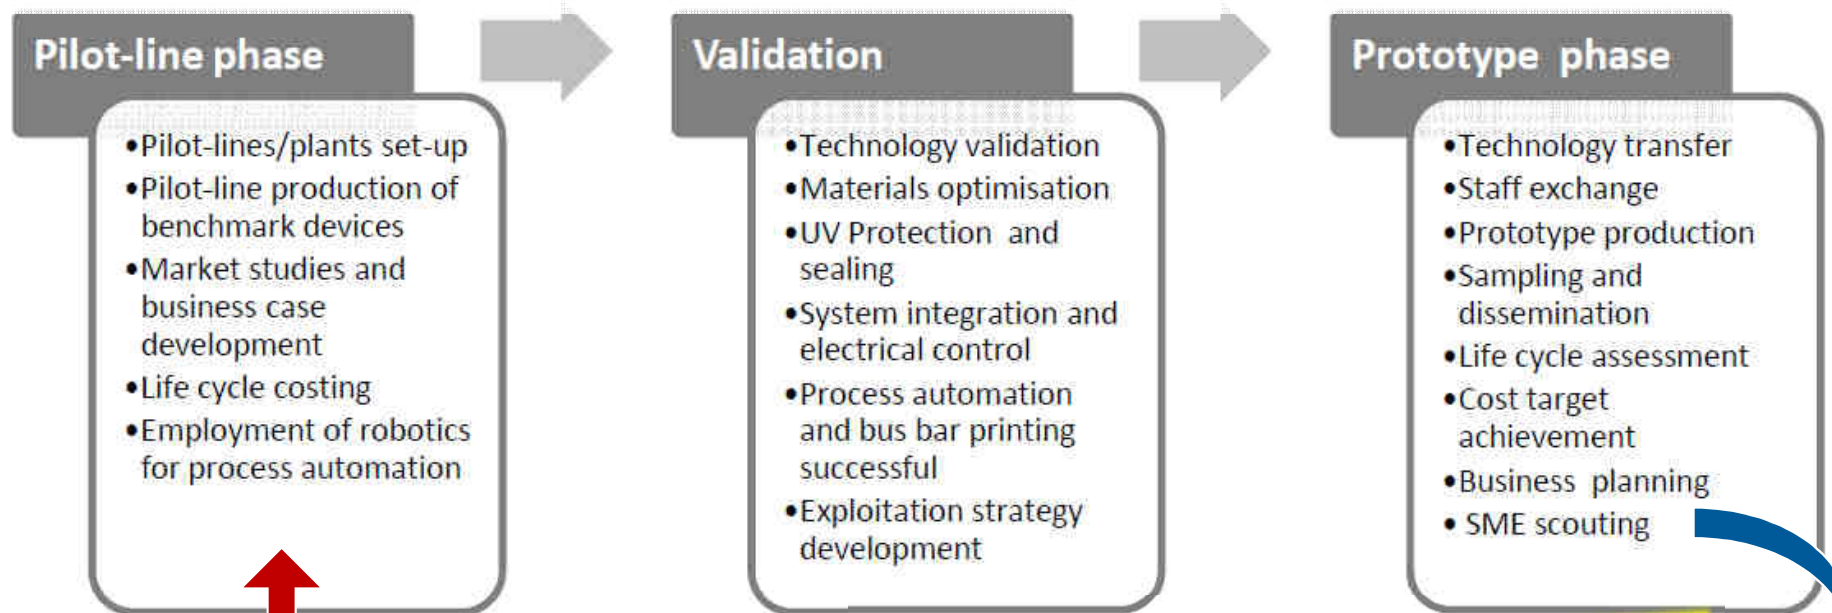 Pilot-line phase
•Pilot-lines/plants set-up
•Pilot-line production of
benchmark devices
•Market studies and
business case
development
•Life cycle costing
•Employment of robotics
for process automation
Validation
•Technology validation
•Materials optimisation
•UV Protection and
sealing
•System integration and
electrical control
•Process automation
and bus bar printing
successful
•Exploitation strategy
development
Prototype phase
•Technology transfer
•Staff exchange
•Prototype production
•Sampling and
dissemination
•Life cycle assessment
•Cost target
achievement
•Business planning
• SME scouting